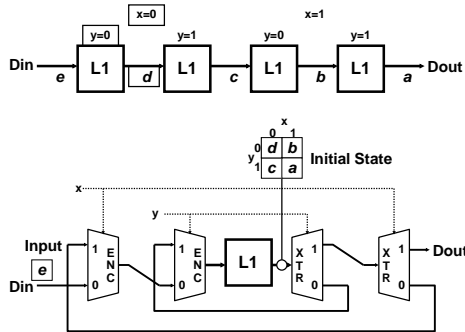 x=0 x=1
y=0 y=1 y=0 y=1
Din L1 L1 L1 L1 Dout
e d c b a
x
0 1
0 d b
y Initial State
1 c a
x
y
Input
1 E N C 1 E N C L1 X T R 1 X T R 1 Dout
e
Din 0 0 0 0